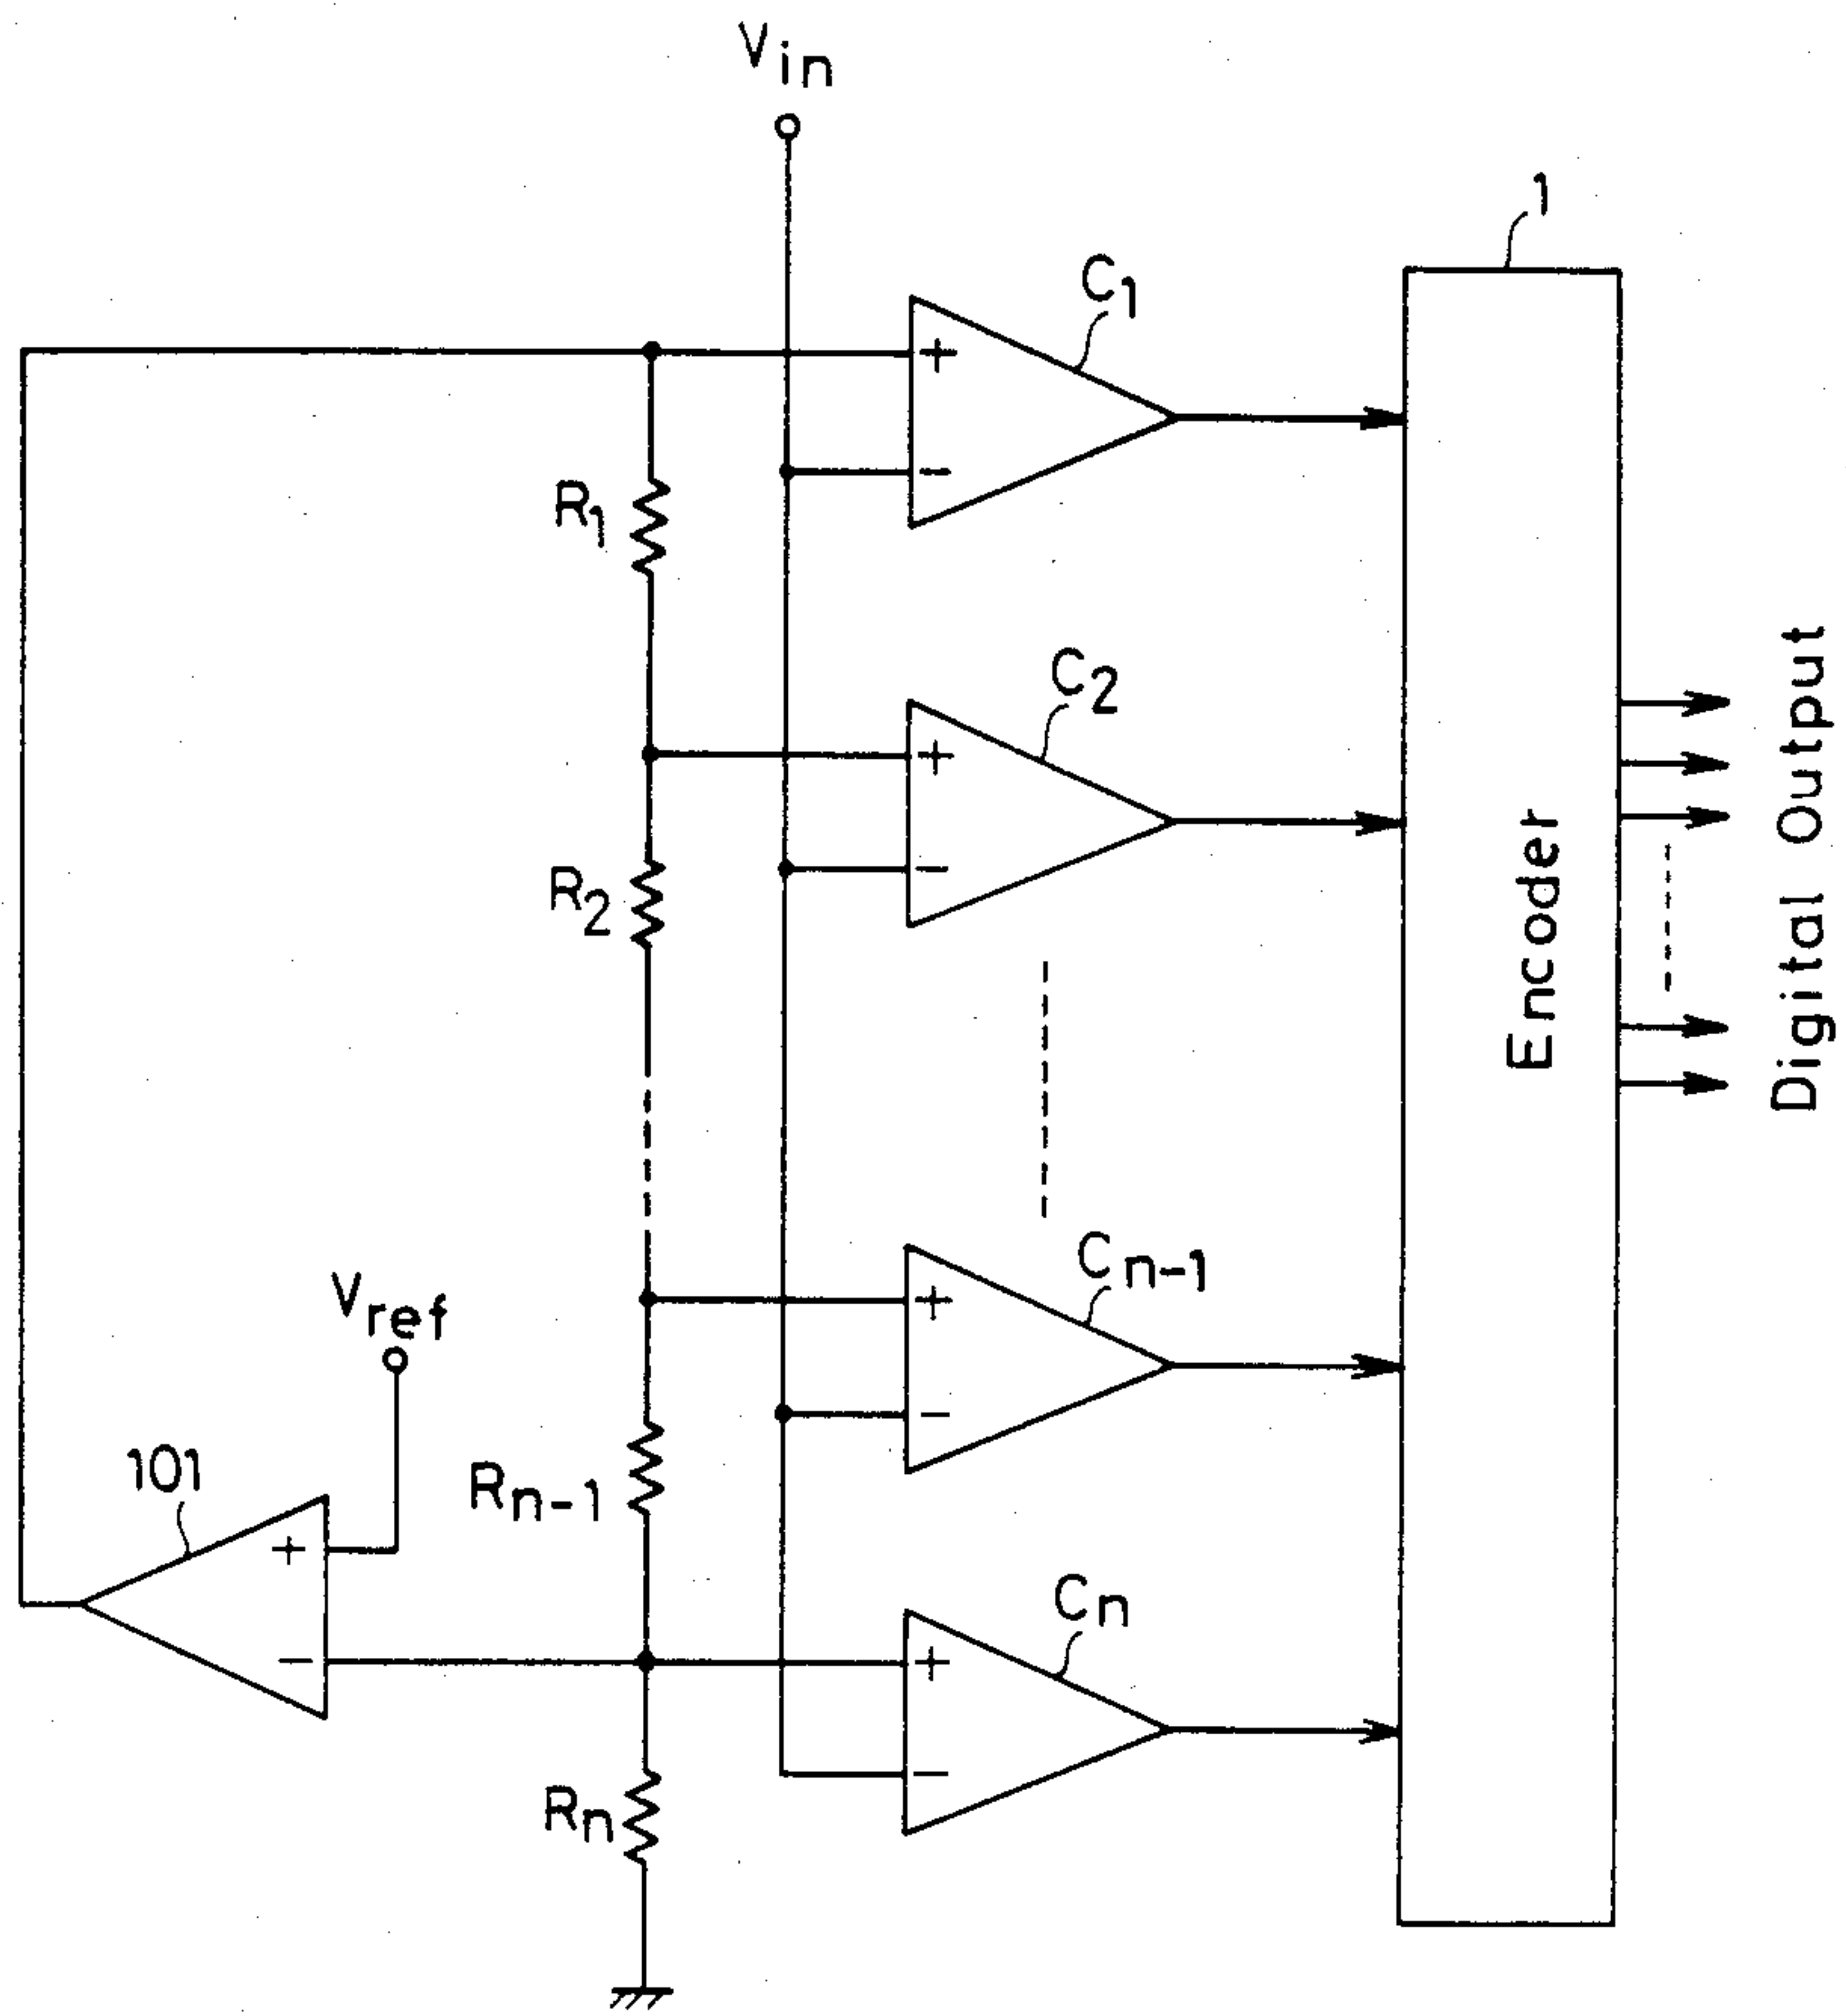 Vin
1
C1
+
−
R1
C2
+
−
R2
Encoder
Digital Output
Cn-1
+
−
Vref
101
+
−
Rn-1
Cn
+
−
Rn